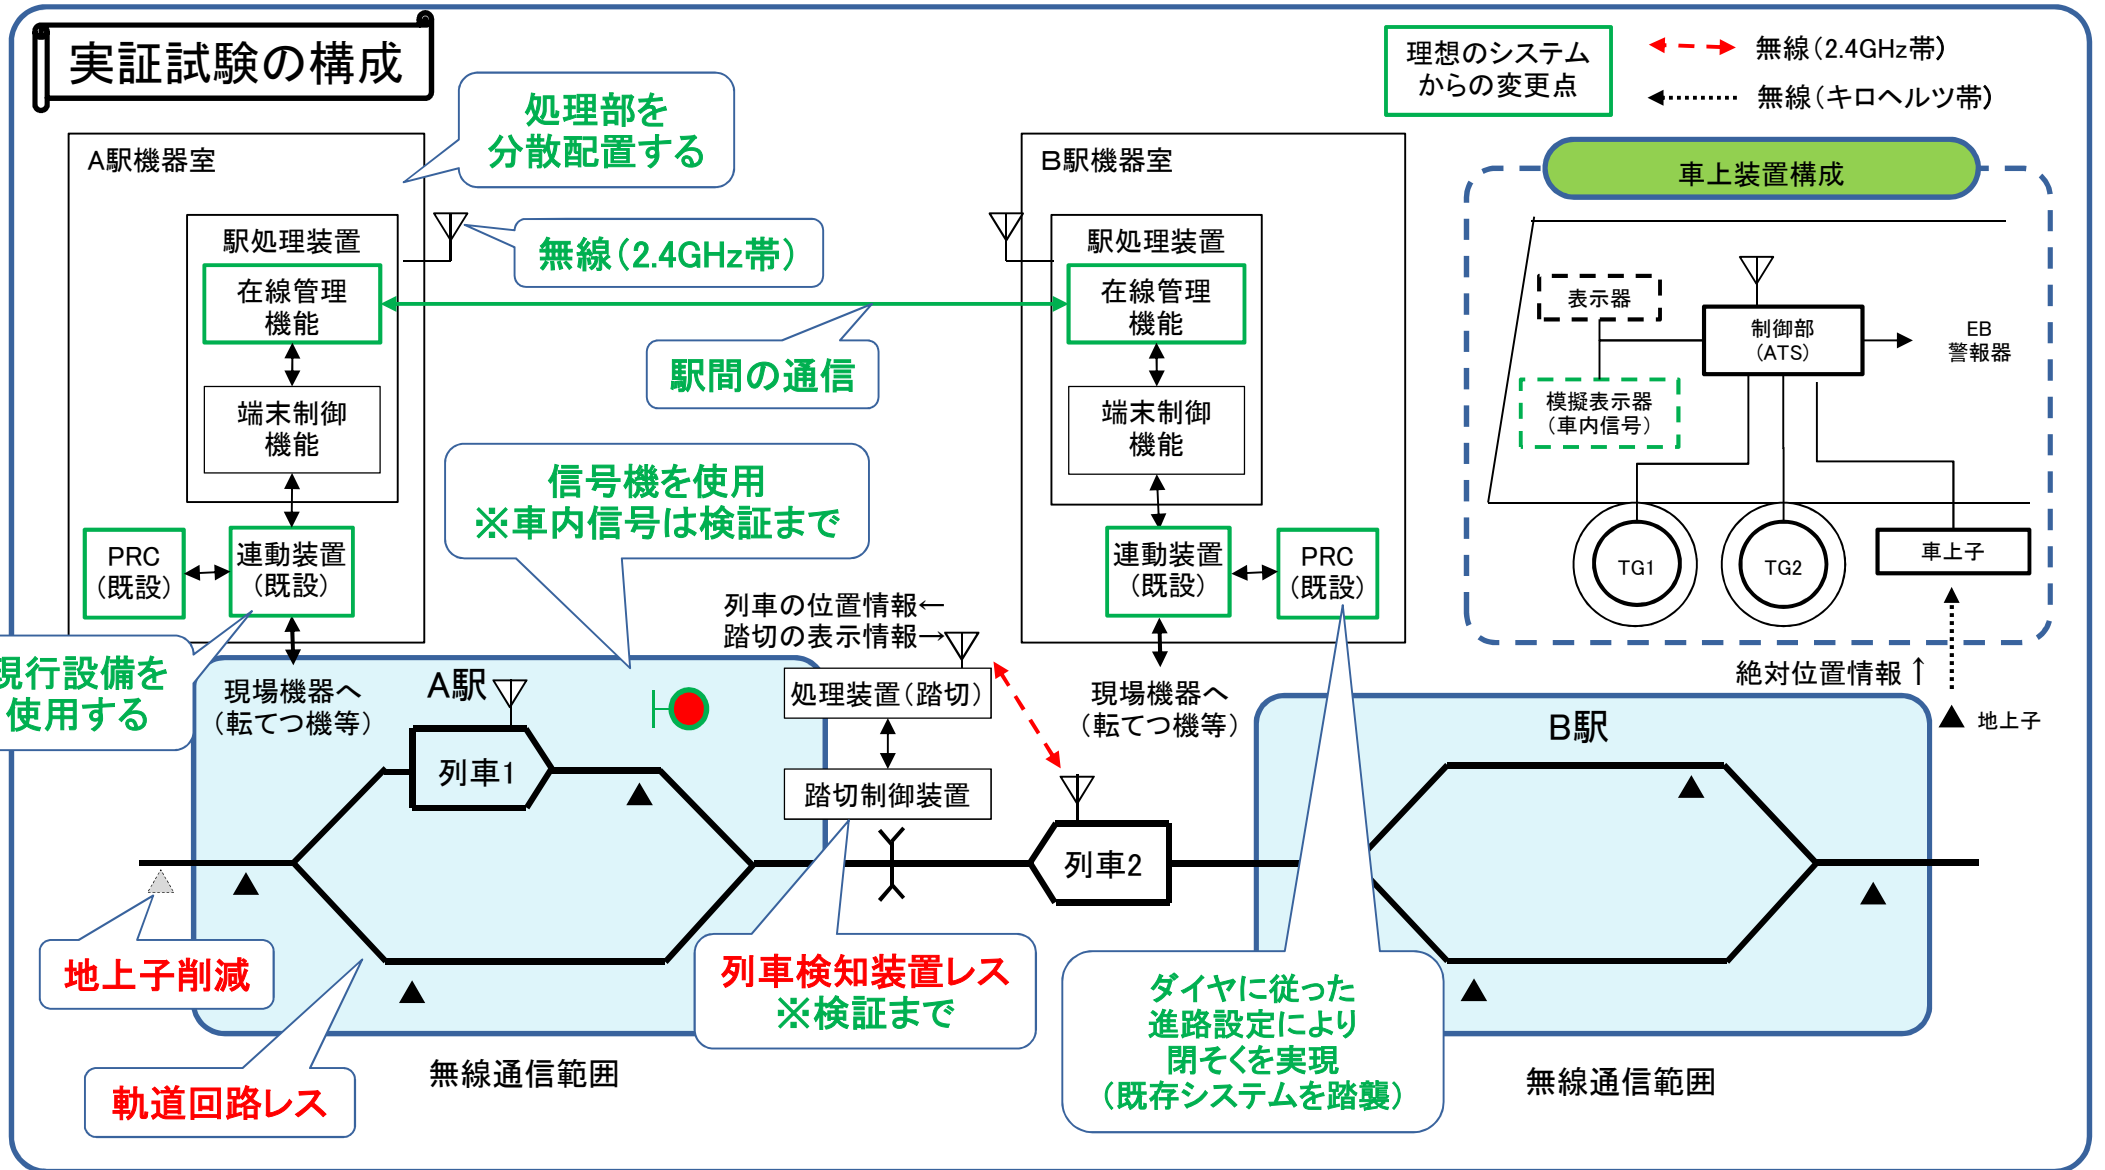 実証試験の構成
理想のシステム
からの変更点
無線(2.4GHz帯)
無線(キロヘルツ帯)
処理部を
分散配置する
A駅機器室
駅処理装置
在線管理
機能
端末制御
機能
PRC
(既設)
連動装置
(既設)
無線(2.4GHz帯)
駅間の通信
B駅機器室
駅処理装置
在線管理
機能
端末制御
機能
連動装置
(既設)
PRC
(既設)
車上装置構成
表示器
制御部
(ATS)
EB
警報器
模擬表示器
(車内信号)
TG1
TG2
車上子
絶対位置情報↑
地上子
信号機を使用
※車内信号は検証まで
列車の位置情報←
踏切の表示情報→
現行設備を
使用する
現場機器へ
(転てつ機等)
A駅
列車1
処理装置(踏切)
踏切制御装置
現場機器へ
(転てつ機等)
列車2
B駅
地上子削減
軌道回路レス
無線通信範囲
列車検知装置レス
※検証まで
ダイヤに従った
進路設定により
閉そくを実現
(既存システムを踏襲)
無線通信範囲